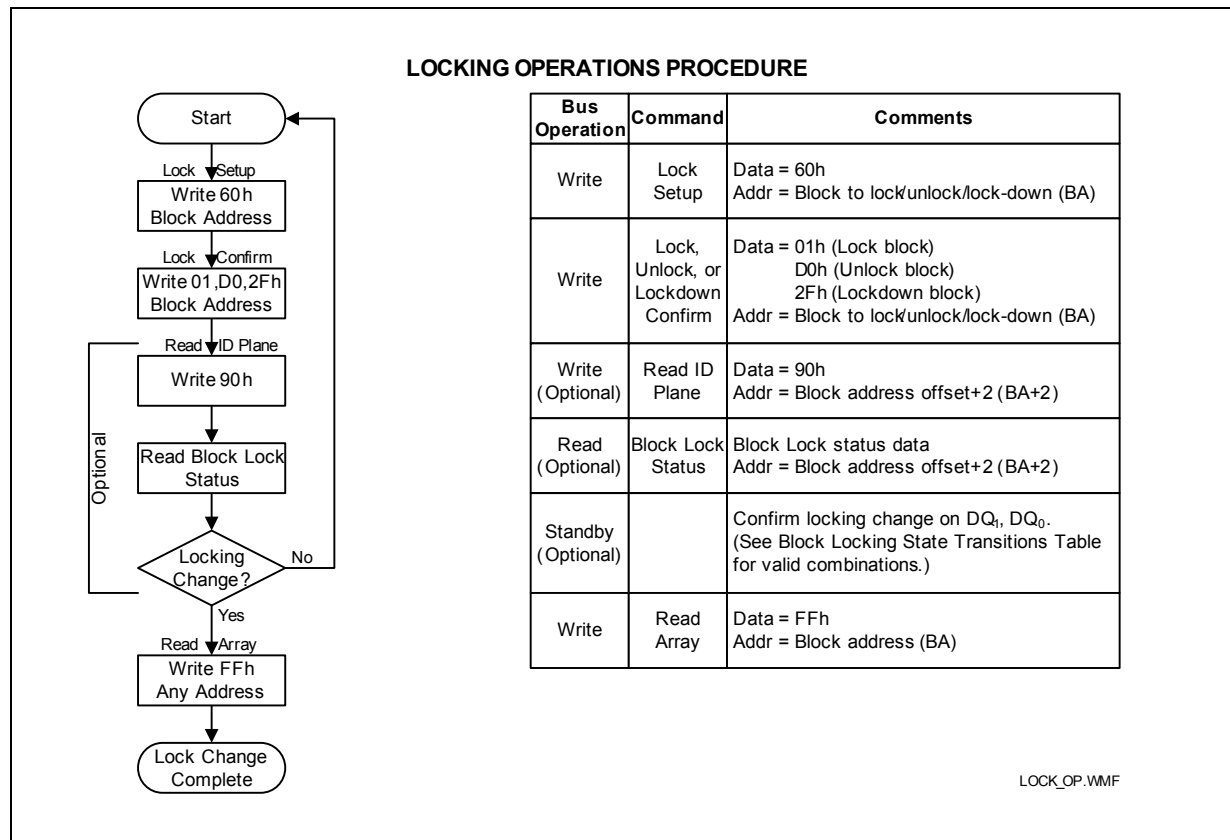 LOCKING OPERATIONS PROCEDURE
Start
Lock Setup
Write 60h
Block Address
Lock Confirm
Write 01,D0,2Fh
Block Address
Read ID Plane
Write 90h
Optional
Read Block Lock
Status
Locking
Change?
No
Yes
Read Array
Write FFh
Any Address
Lock Change
Complete
Bus
Operation
Command
Comments
Write
Lock
Setup
Data = 60h
Addr = Block to lock/unlock/lock-down (BA)
Write
Lock,
Unlock, or
Lockdown
Confirm
Data = 01h (Lock block)
D0h (Unlock block)
2Fh (Lockdown block)
Addr = Block to lock/unlock/lock-down (BA)
Write
(Optional)
Read ID
Plane
Data = 90h
Addr = Block address offset+2 (BA+2)
Read
(Optional)
Block Lock
Status
Block Lock status data
Addr = Block address offset+2 (BA+2)
Standby
(Optional)
Confirm locking change on DQ₁, DQ₀.
(See Block Locking State Transitions Table
for valid combinations.)
Write
Read
Array
Data = FFh
Addr = Block address (BA)
LOCK_OP.WMF